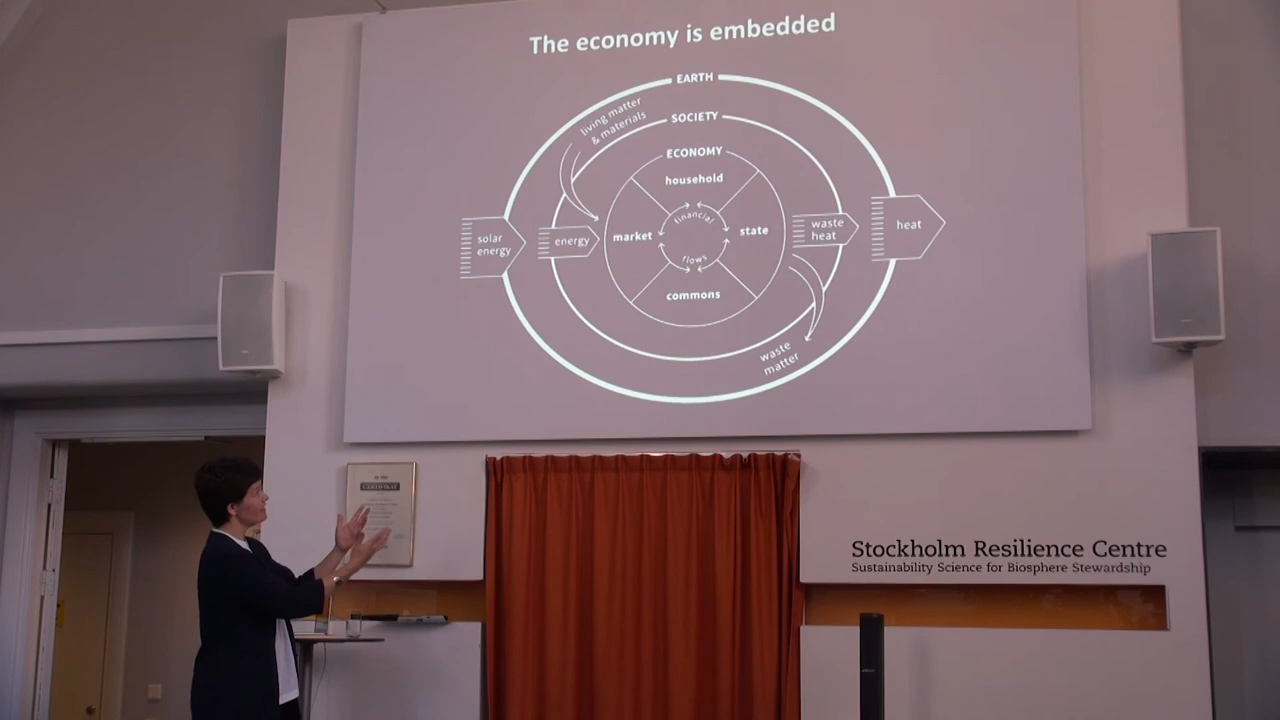 The economy is embedded
EARTH
living matter
& materials
SOCIETY
ECONOMY
household
financial
solar
energy
energy
market
state
waste
heat
heat
flows
commons
waste
matter
CERTIFIKAT
Stockholm Resilience Centre
Sustainability Science for Biosphere Stewardship